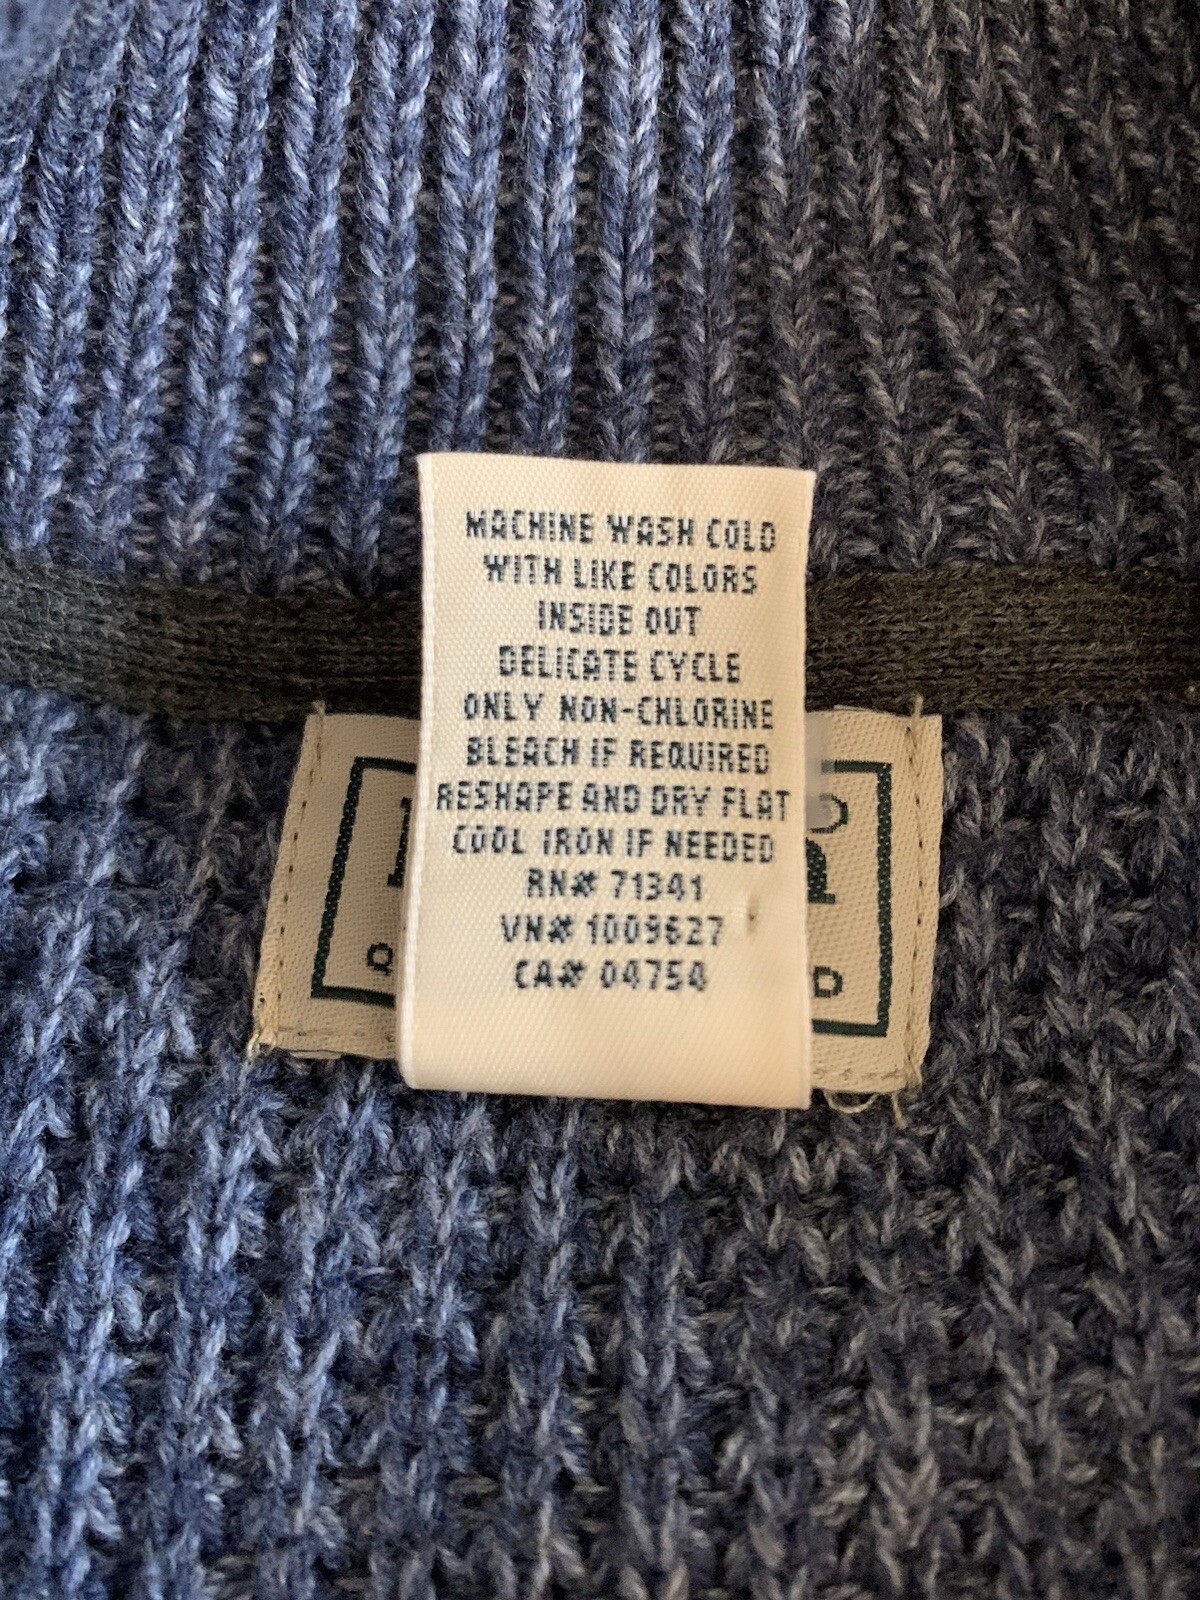 MACHINE WASH COLD
WITH LIKE COLORS
INSIDE OUT
DELICATE CYCLE
ONLY NON-CHLORINE
BLEACH IF REQUIRED
RESHAPE AND DRY FLAT
COOL IRON IF NEEDED
RN# 71341
VN# 1009627
CA# 04754